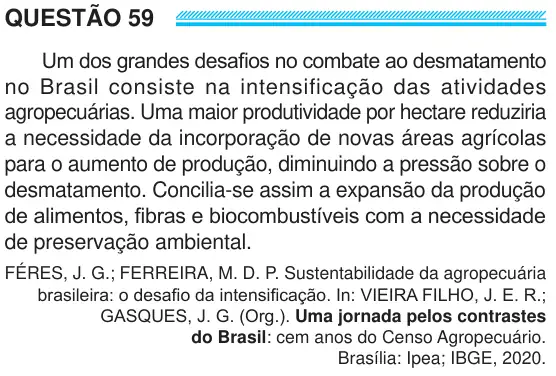 QUESTÃO 59
Um dos grandes desafios no combate ao desmatamento
no Brasil consiste na intensificação das atividades
agropecuárias. Uma maior produtividade por hectare reduziria
a necessidade da incorporação de novas áreas agrícolas
para o aumento de produção, diminuindo a pressão sobre o
desmatamento. Concilia-se assim a expansão da produção
de alimentos, fibras e biocombustíveis com a necessidade
de preservação ambiental.
FÉRES, J. G.; FERREIRA, M. D. P. Sustentabilidade da agropecuária
brasileira: o desafio da intensificação. In: VIEIRA FILHO, J. E. R.;
GASQUES, J. G. (Org.). Uma jornada pelos contrastes
do Brasil: cem anos do Censo Agropecuário.
Brasília: Ipea; IBGE, 2020.